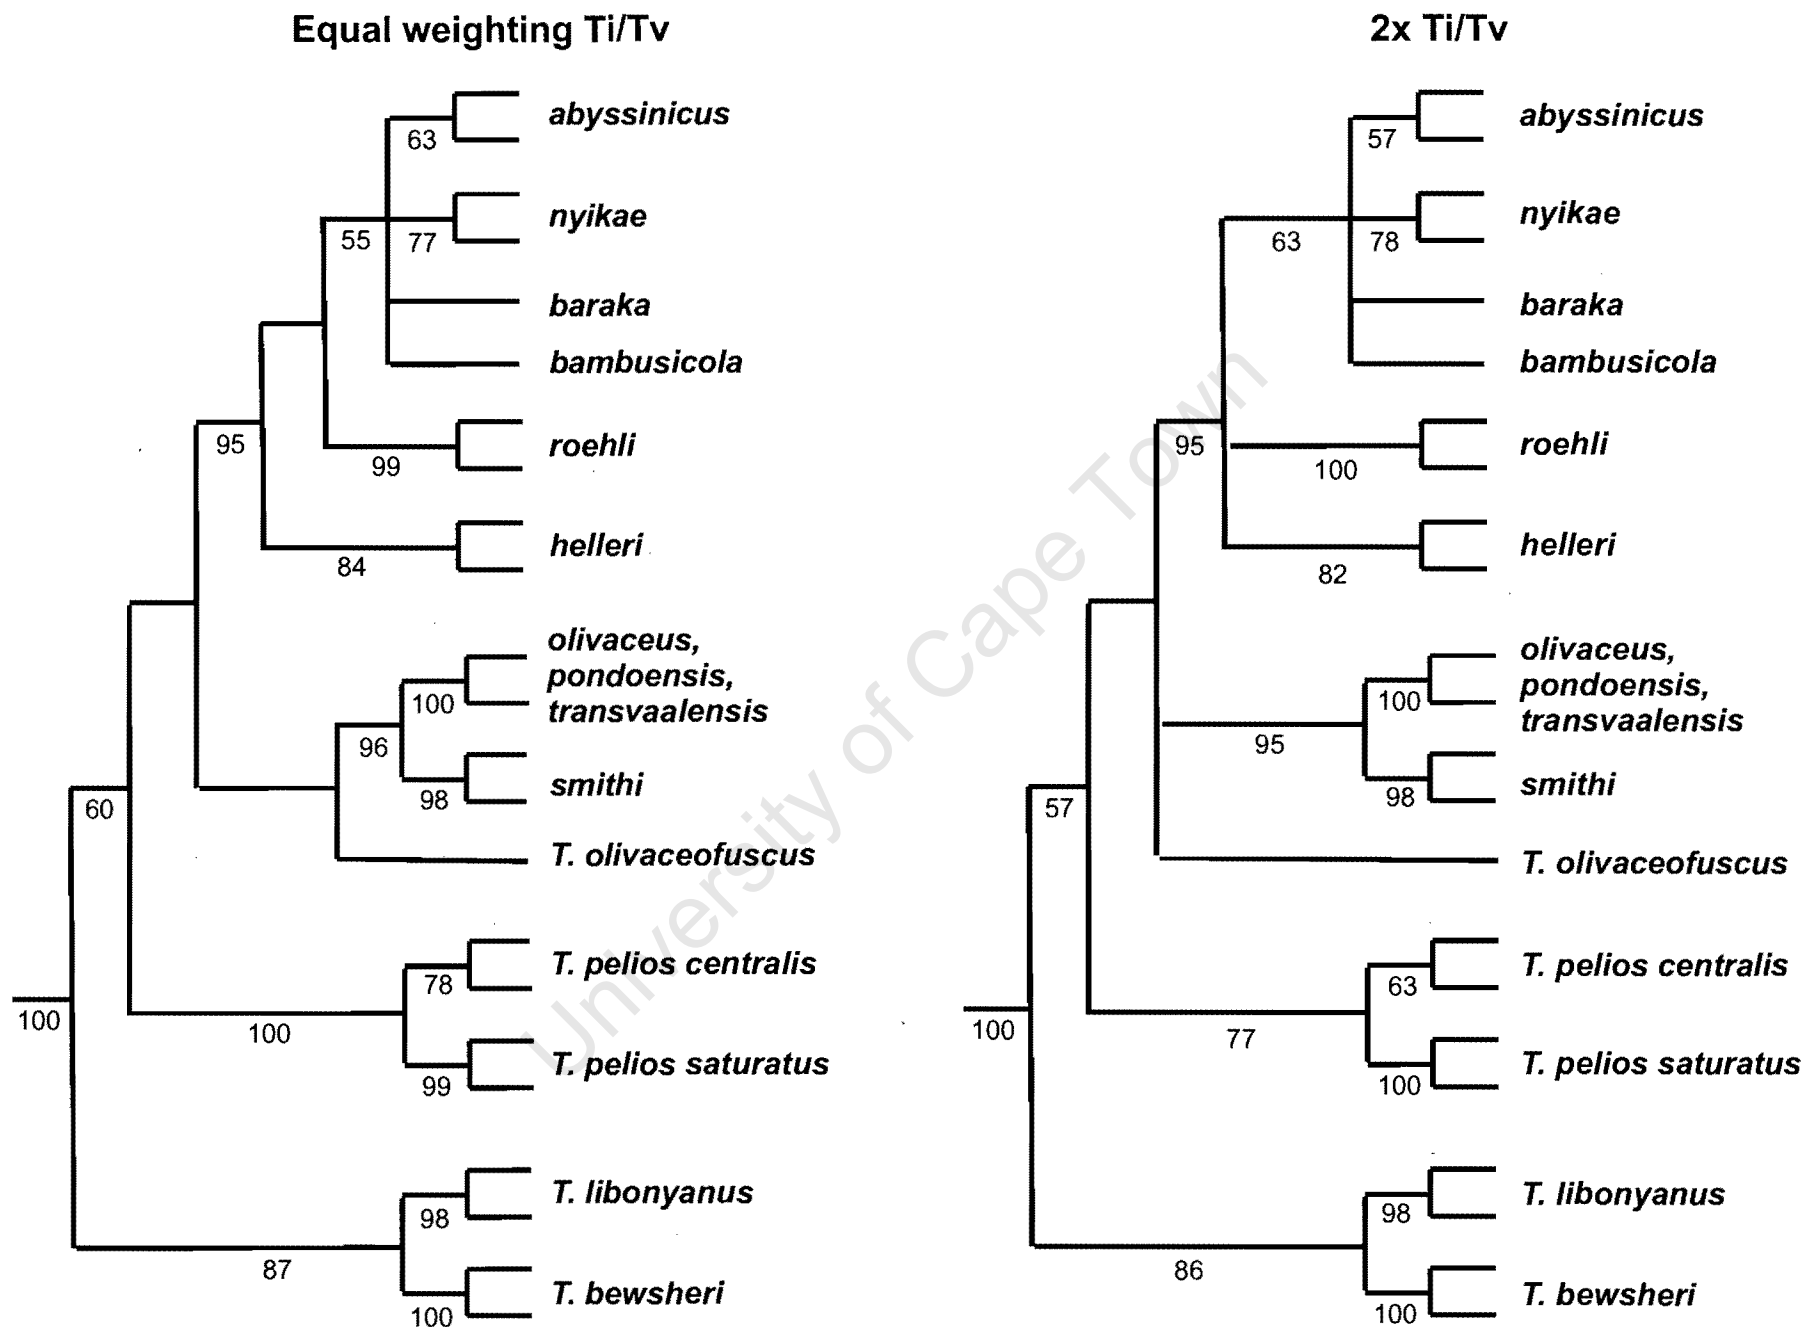 Equal weighting Ti/Tv
abyssinicus
63
nyikae
55
77
baraka
bambusicola
95
roehli
99
helleri
84
olivaceus,
pondoensis,
transvaalensis
100
96
smithi
98
60
T. olivaceofuscus
T. pelios centralis
78
100
100
T. pelios saturatus
99
T. libonyanus
98
87
T. bewsheri
100
2x Ti/Tv
abyssinicus
57
nyikae
63
78
baraka
bambusicola
95
roehli
100
helleri
82
olivaceus,
pondoensis,
transvaalensis
100
95
smithi
98
57
T. olivaceofuscus
T. pelios centralis
63
100
77
T. pelios saturatus
100
T. libonyanus
98
86
T. bewsheri
100
University of Cape Town